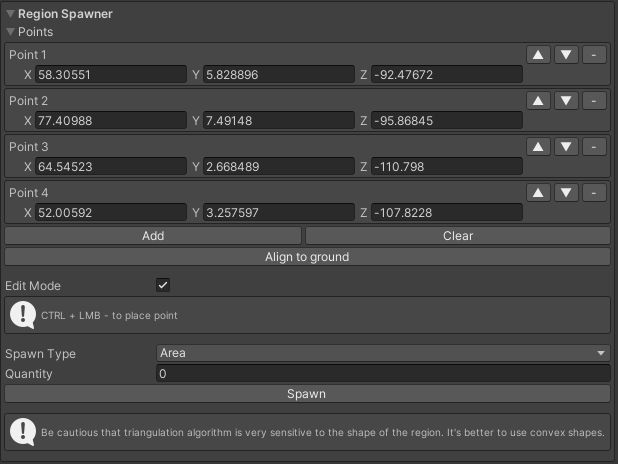 Region Spawner
Points
Point 1
X 58.30551 Y 5.828896 Z -92.47672 -
Point 2
X 77.40988 Y 7.49148 Z -95.86845 -
Point 3
X 64.54523 Y 2.668489 Z -110.798 -
Point 4
X 52.00592 Y 3.257597 Z -107.8228 -
Add Clear
Align to ground
Edit Mode
CTRL + LMB - to place point
Spawn Type Area
Quantity 0
Spawn
Be cautious that triangulation algorithm is very sensitive to the shape of the region. It's better to use convex shapes.